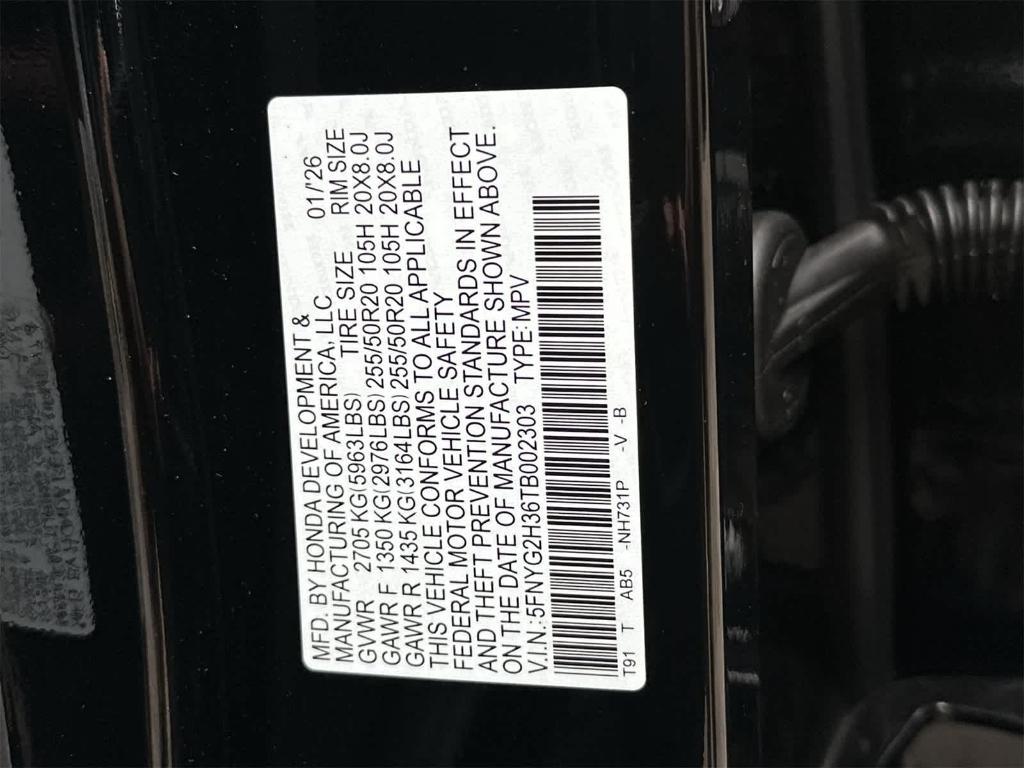 MFD. BY HONDA DEVELOPMENT &
MANUFACTURING OF AMERICA, LLC 01/'26
GVWR 2705 KG(5963LBS) TIRE SIZE RIM SIZE
GAWR F 1350 KG(2976LBS) 255/50R20 105H 20X8.0J
GAWR R 1435 KG(3164LBS) 255/50R20 105H 20X8.0J
THIS VEHICLE CONFORMS TO ALL APPLICABLE
FEDERAL MOTOR VEHICLE SAFETY
AND THEFT PREVENTION STANDARDS IN EFFECT
ON THE DATE OF MANUFACTURE SHOWN ABOVE.
V.I.N.:5FNYG2H36TB002303 TYPE:MPV
T91 T AB5 -NH731P -V -B